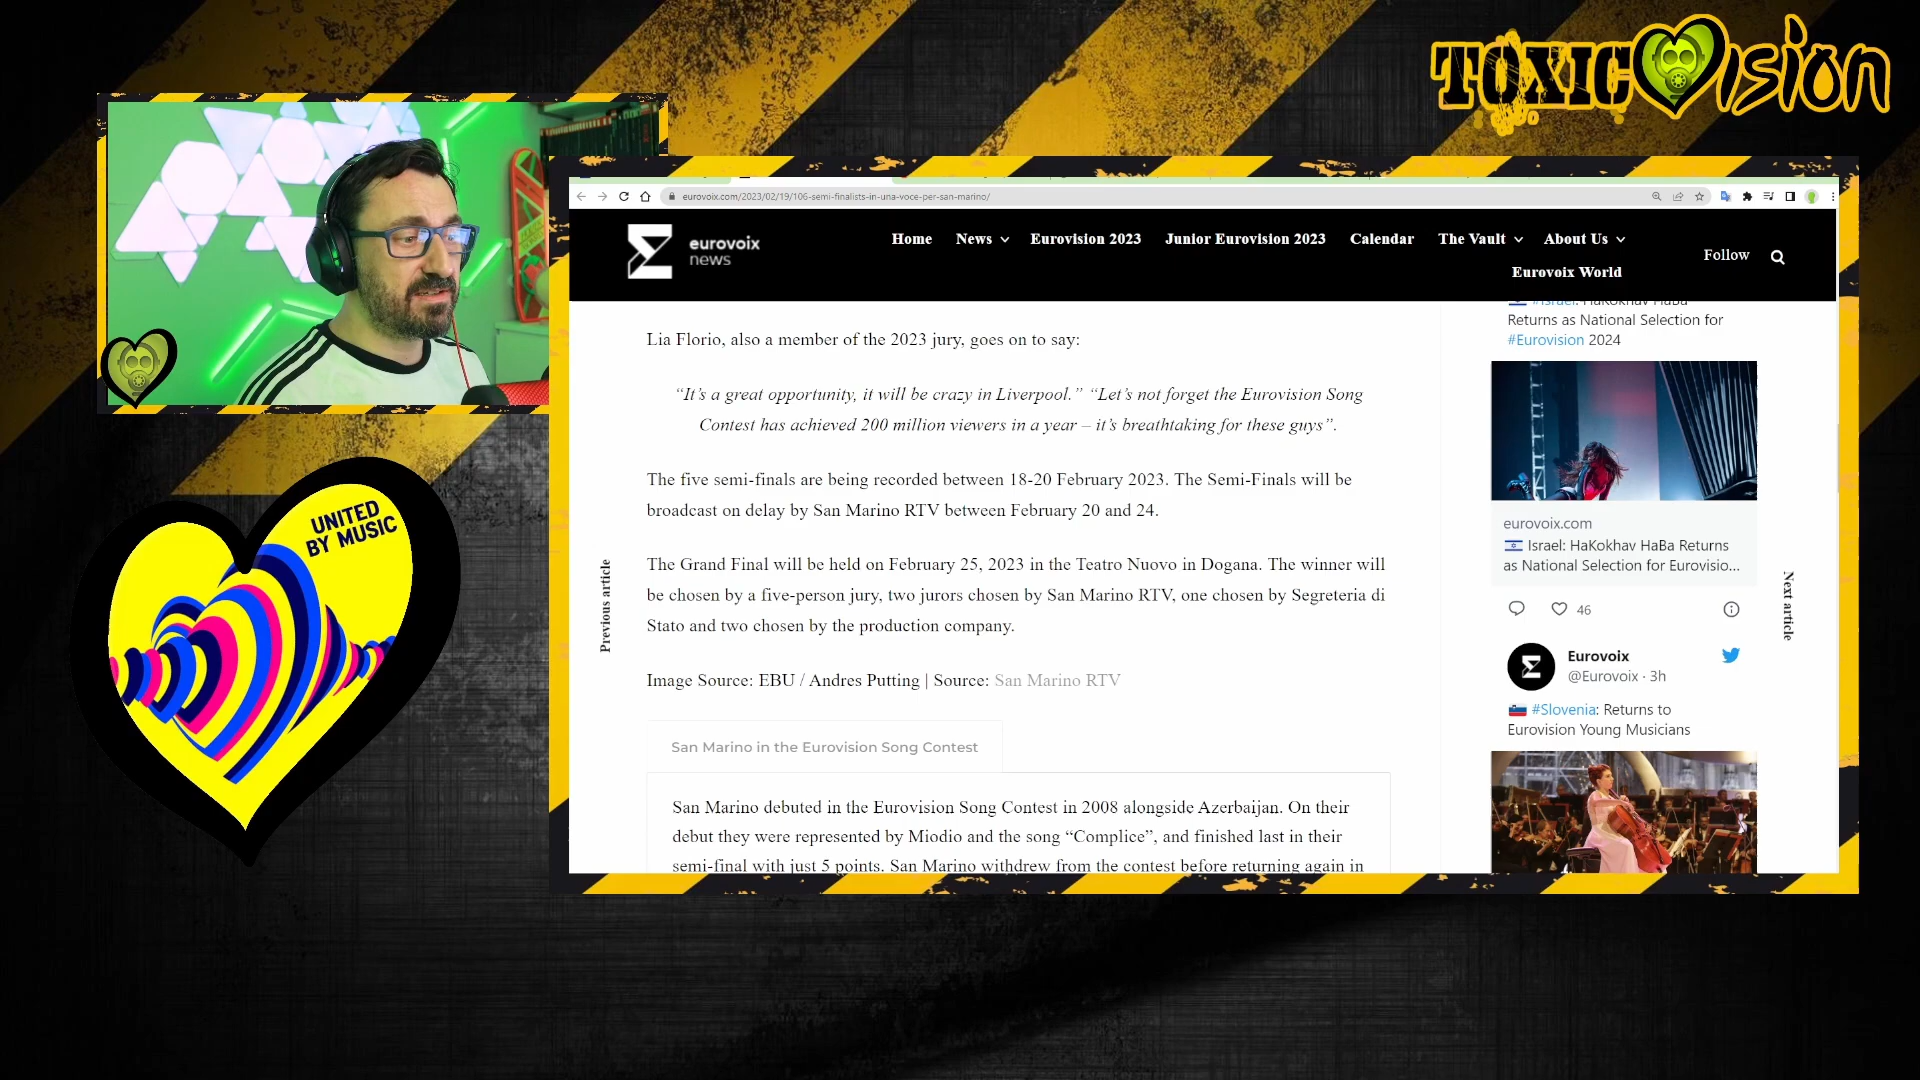 TOXICVISION
eurovoix.com/2023/02/19/106-semi-finalists-in-una-voce-per-san-marino/
eurovoix
news
Home News Eurovision 2023 Junior Eurovision 2023 Calendar The Vault About Us
Eurovoix World
Follow
Lia Florio, also a member of the 2023 jury, goes on to say:
“It’s a great opportunity, it will be crazy in Liverpool.” “Let’s not forget the Eurovision Song
Contest has achieved 200 million viewers in a year – it’s breathtaking for these guys”.
The five semi-finals are being recorded between 18-20 February 2023. The Semi-Finals will be
broadcast on delay by San Marino RTV between February 20 and 24.
The Grand Final will be held on February 25, 2023 in the Teatro Nuovo in Dogana. The winner will
be chosen by a five-person jury, two jurors chosen by San Marino RTV, one chosen by Segreteria di
Stato and two chosen by the production company.
Image Source: EBU / Andres Putting | Source: San Marino RTV
San Marino in the Eurovision Song Contest
San Marino debuted in the Eurovision Song Contest in 2008 alongside Azerbaijan. On their
debut they were represented by Miodio and the song “Complice”, and finished last in their
semi-final with just 5 points. San Marino withdrew from the contest before returning again in
Previous article
#Israel: HaKokhav HaBa
Returns as National Selection for
#Eurovision 2024
eurovoix.com
Israel: HaKokhav HaBa Returns
as National Selection for Eurovisio...
46
Eurovoix
@Eurovoix · 3h
#Slovenia: Returns to
Eurovision Young Musicians
Next article
UNITED
BY MUSIC